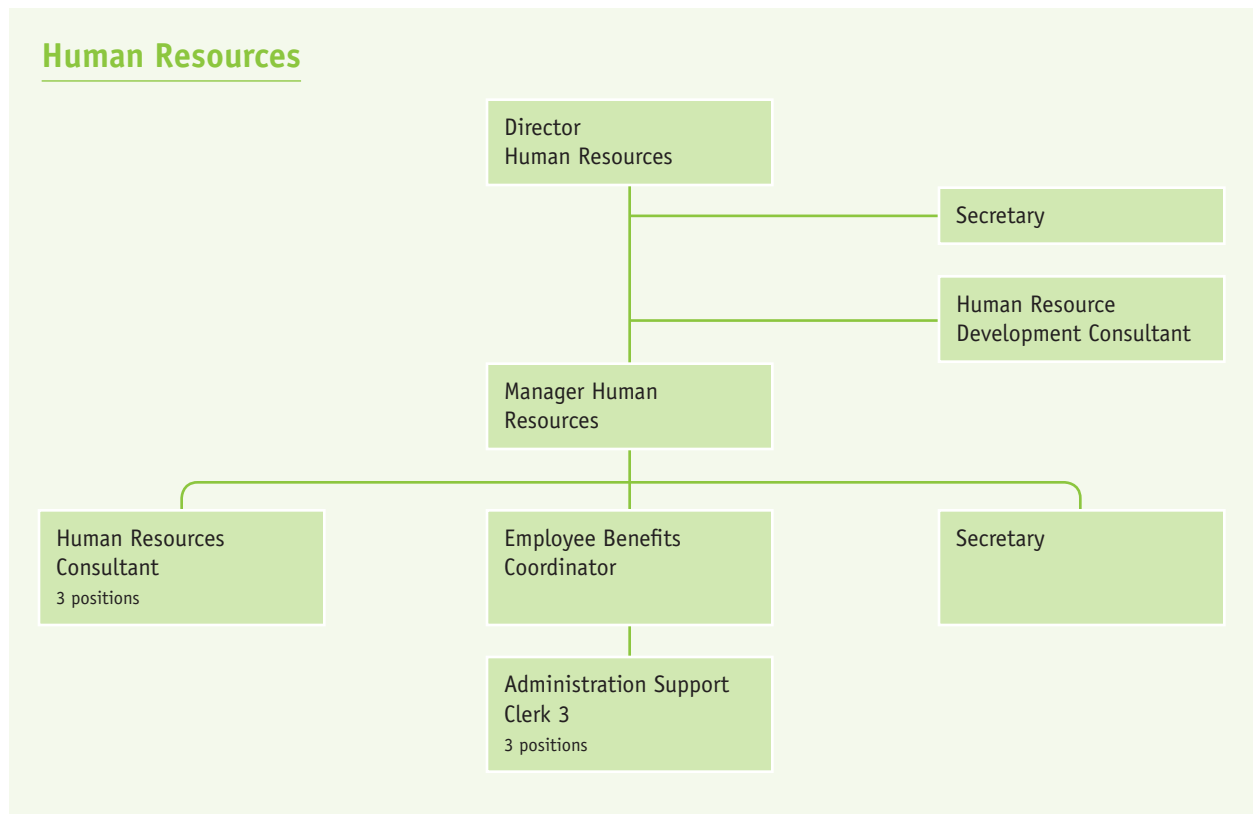 Human Resources
Director
Human Resources
Secretary
Human Resource
Development Consultant
Manager Human
Resources
Human Resources
Consultant
3 positions
Employee Benefits
Coordinator
Secretary
Administration Support
Clerk 3
3 positions